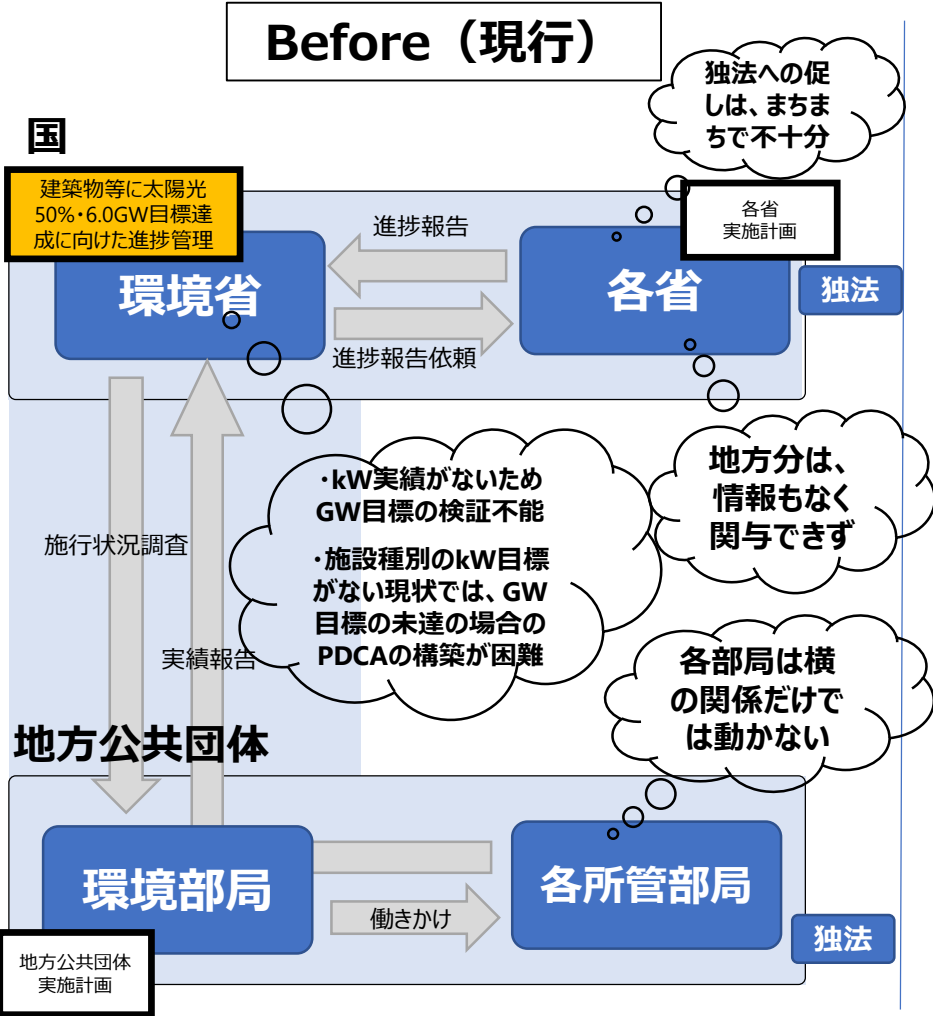 Before（現行）
独法への促
しは、まちま
ちで不十分
国
建築物等に太陽光
50%・6.0GW目標達
成に向けた進捗管理
進捗報告
各省
実施計画
環境省
各省
独法
進捗報告依頼
・kW実績がないため
GW目標の検証不能
・施設種別のkW目標
がない現状では、GW
目標の未達の場合の
PDCAの構築が困難
地方分は、
情報もなく
関与できず
施行状況調査
実績報告
各部局は横
の関係だけで
は動かない
地方公共団体
環境部局
各所管部局
働きかけ
独法
地方公共団体
実施計画